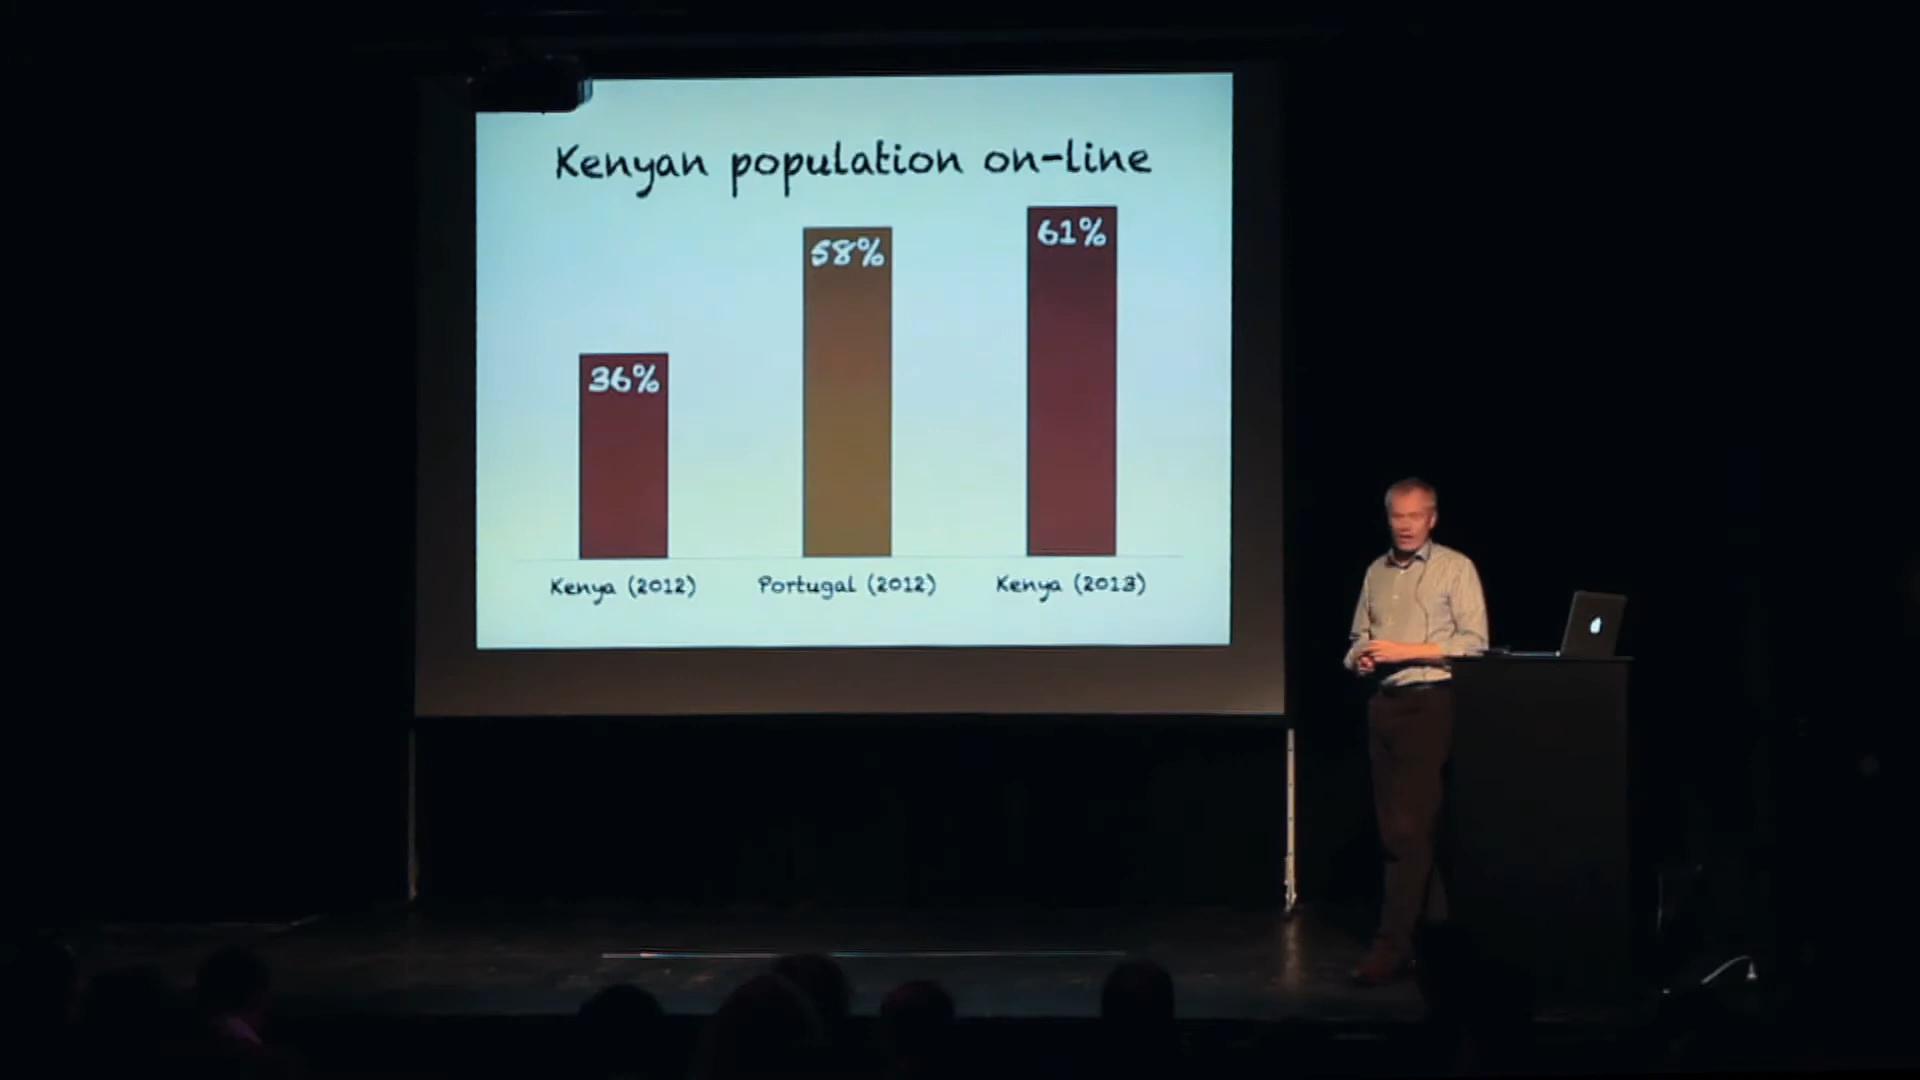 Kenyan population on-line
36%
58%
61%
Kenya (2012)
Portugal (2012)
Kenya (2013)